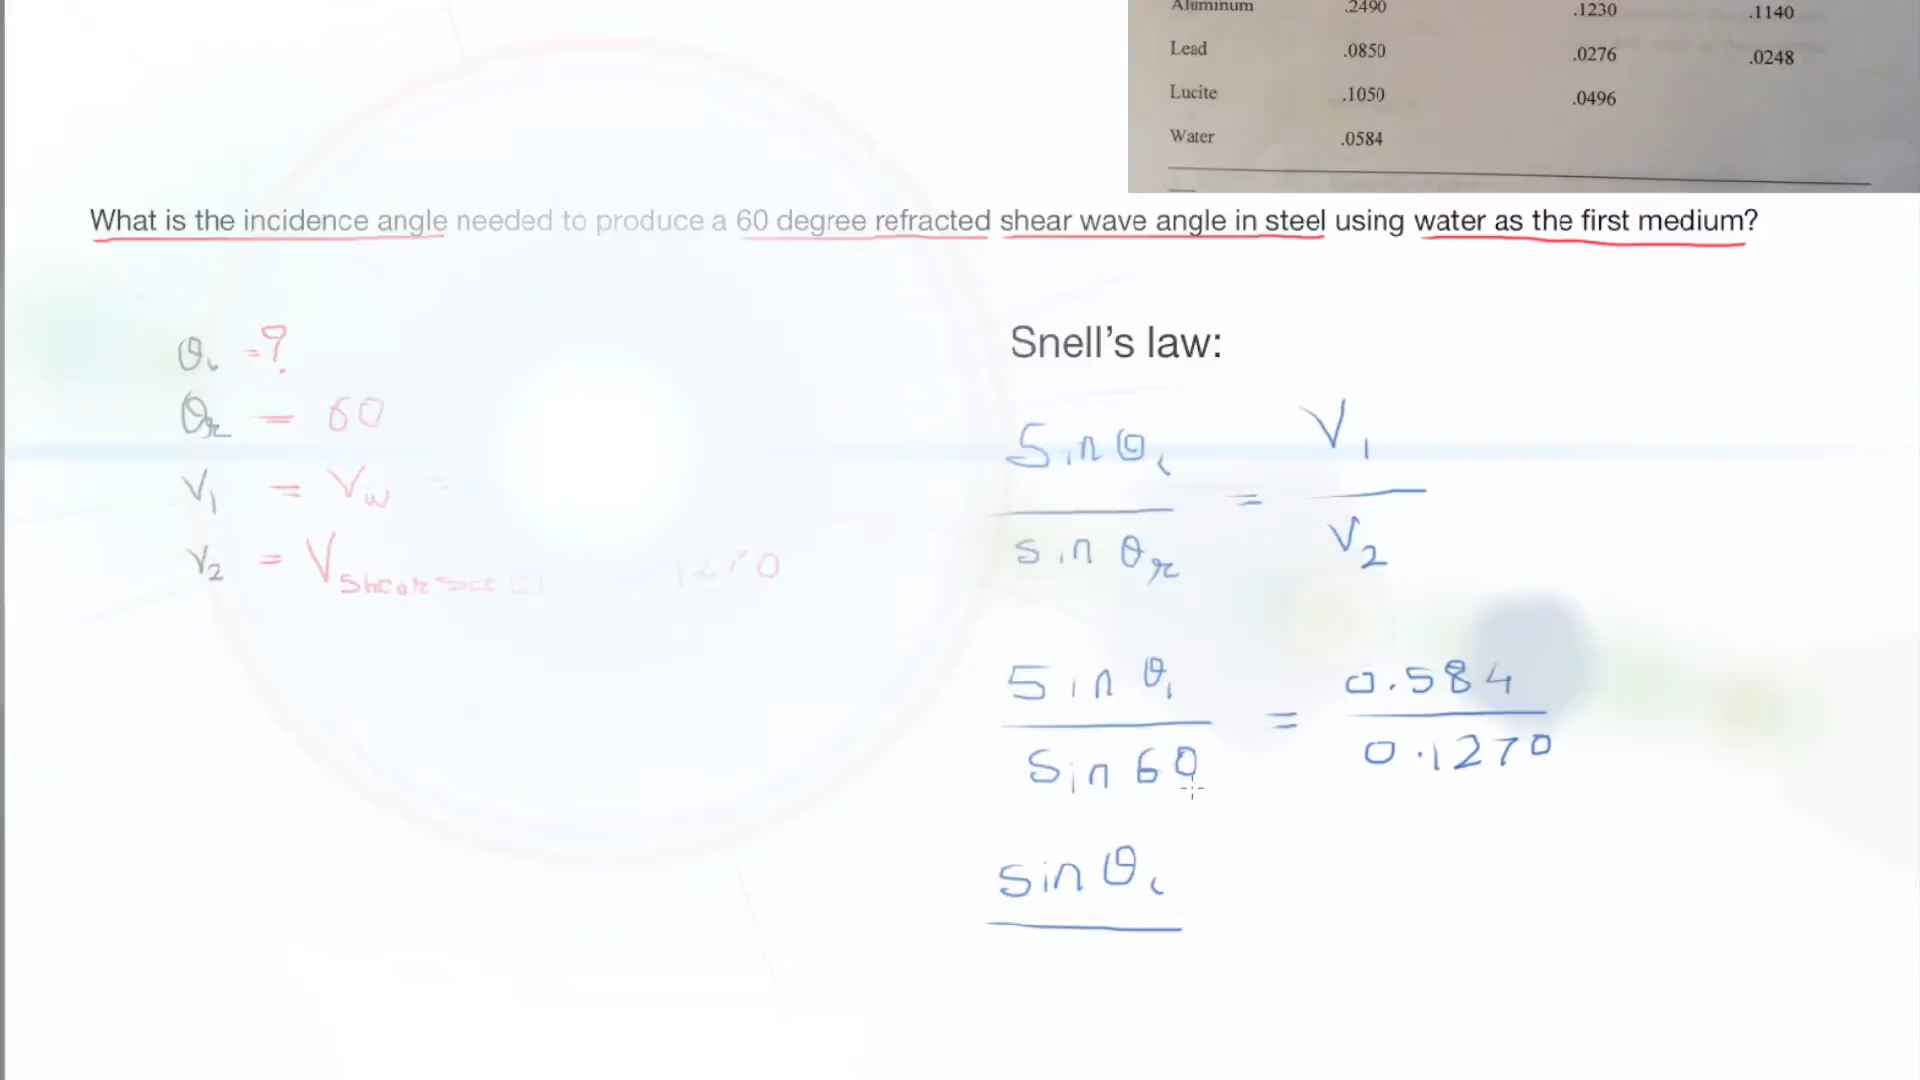 Aluminum .2490 .1230 .1140
Lead .0850 .0276 .0248
Lucite .1050 .0496
Water .0584
What is the incidence angle needed to produce a 60 degree refracted shear wave angle in steel using water as the first medium?
θi = ?
θr = 60
V1 = Vw =
V2 = Vshear steel 1270
Snell’s law:
Sin θi
sin θr
=
V1
V2
Sin θi
Sin 60
=
0.584
0.1270
sin θi